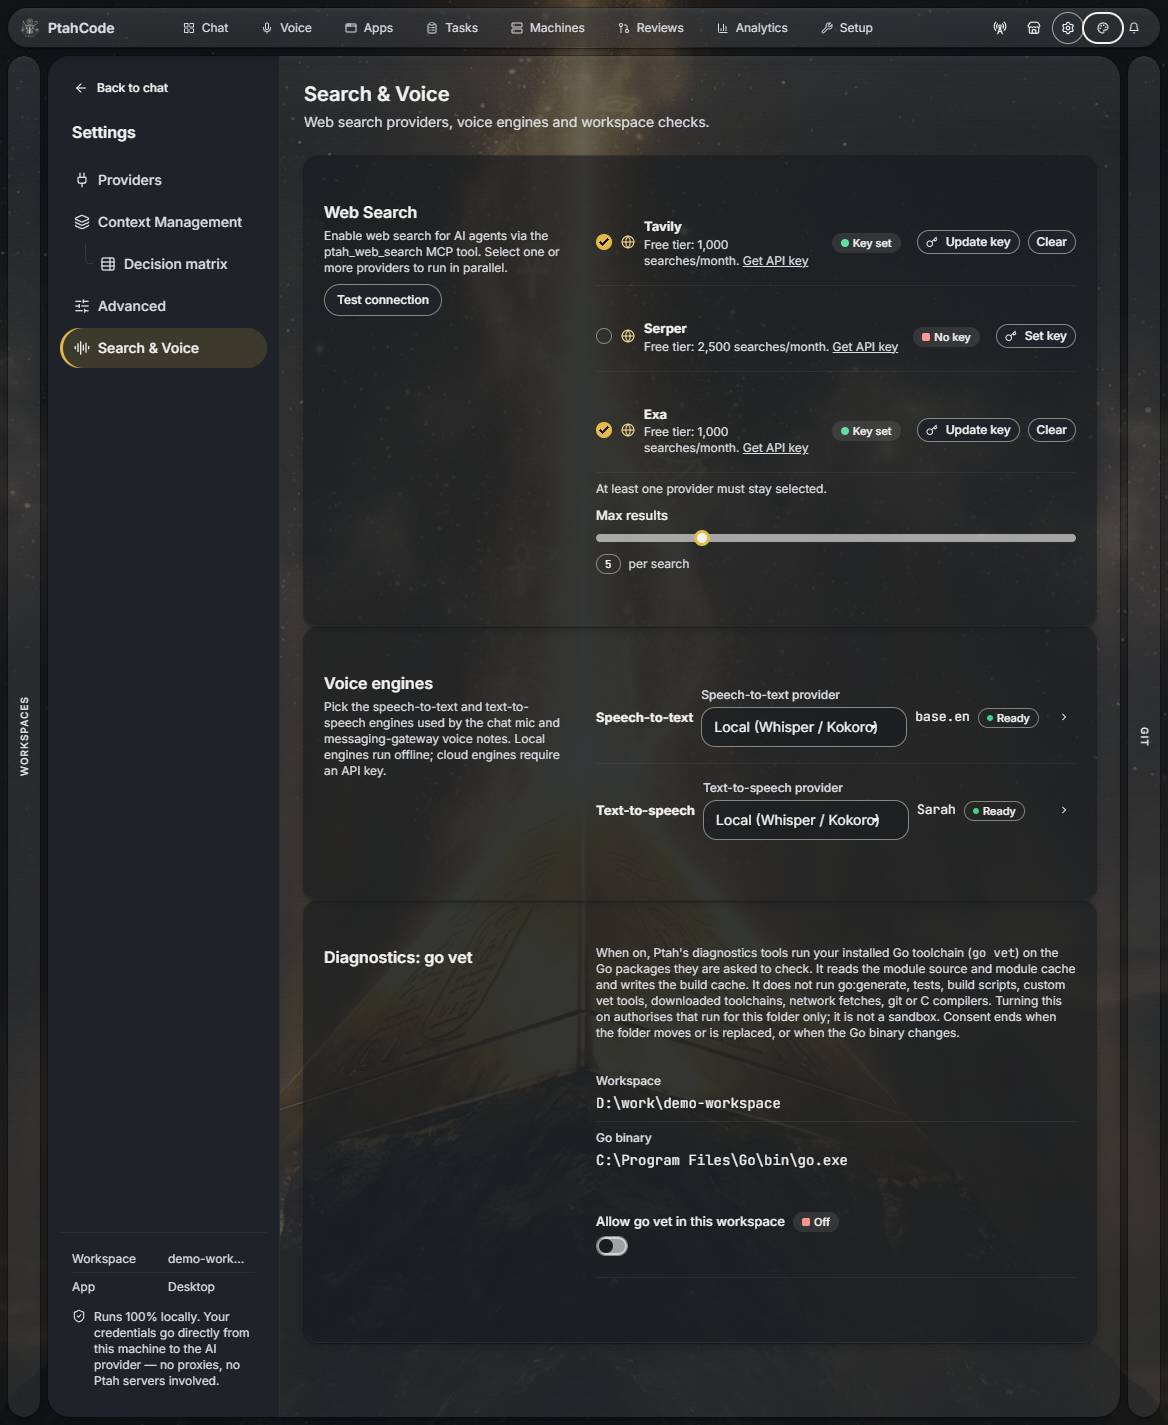 PtahCode
Chat
Voice
Apps
Tasks
Machines
Reviews
Analytics
Setup
WORKSPACES
Back to chat
Settings
Providers
Context Management
Decision matrix
Advanced
Search & Voice
Workspace demo-work...
App Desktop
Runs 100% locally. Your
credentials go directly from
this machine to the AI
provider — no proxies, no
Ptah servers involved.
Search & Voice
Web search providers, voice engines and workspace checks.
Web Search
Enable web search for AI agents via the
ptah_web_search MCP tool. Select one or
more providers to run in parallel.
Test connection
Tavily
Free tier: 1,000
searches/month. Get API key
Key set
Update key
Clear
Serper
Free tier: 2,500 searches/month. Get API key
No key
Set key
Exa
Free tier: 1,000
searches/month. Get API key
Key set
Update key
Clear
At least one provider must stay selected.
Max results
5 per search
Voice engines
Pick the speech-to-text and text-to-
speech engines used by the chat mic and
messaging-gateway voice notes. Local
engines run offline; cloud engines require
an API key.
Speech-to-text provider
Speech-to-text
Local (Whisper / Kokoro)
base.en
Ready
Text-to-speech provider
Text-to-speech
Local (Whisper / Kokoro)
Sarah
Ready
Diagnostics: go vet
When on, Ptah's diagnostics tools run your installed Go toolchain (go vet) on the
Go packages they are asked to check. It reads the module source and module cache
and writes the build cache. It does not run go:generate, tests, build scripts, custom
vet tools, downloaded toolchains, network fetches, git or C compilers. Turning this
on authorises that run for this folder only; it is not a sandbox. Consent ends when
the folder moves or is replaced, or when the Go binary changes.
Workspace
D:\work\demo-workspace
Go binary
C:\Program Files\Go\bin\go.exe
Allow go vet in this workspace
Off
GIT